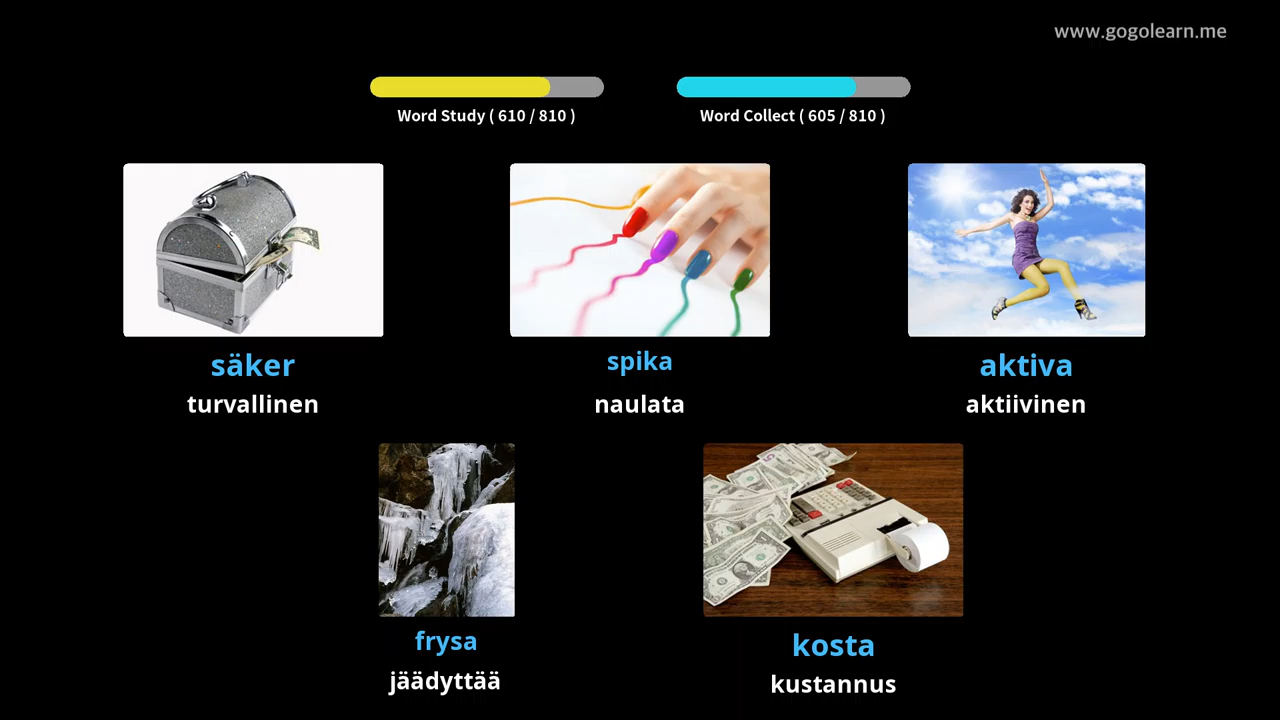 www.gogolearn.me
Word Study ( 610 / 810 )
Word Collect ( 605 / 810 )
säker
turvallinen
spika
naulata
aktiva
aktiivinen
frysa
jäädyttää
kosta
kustannus